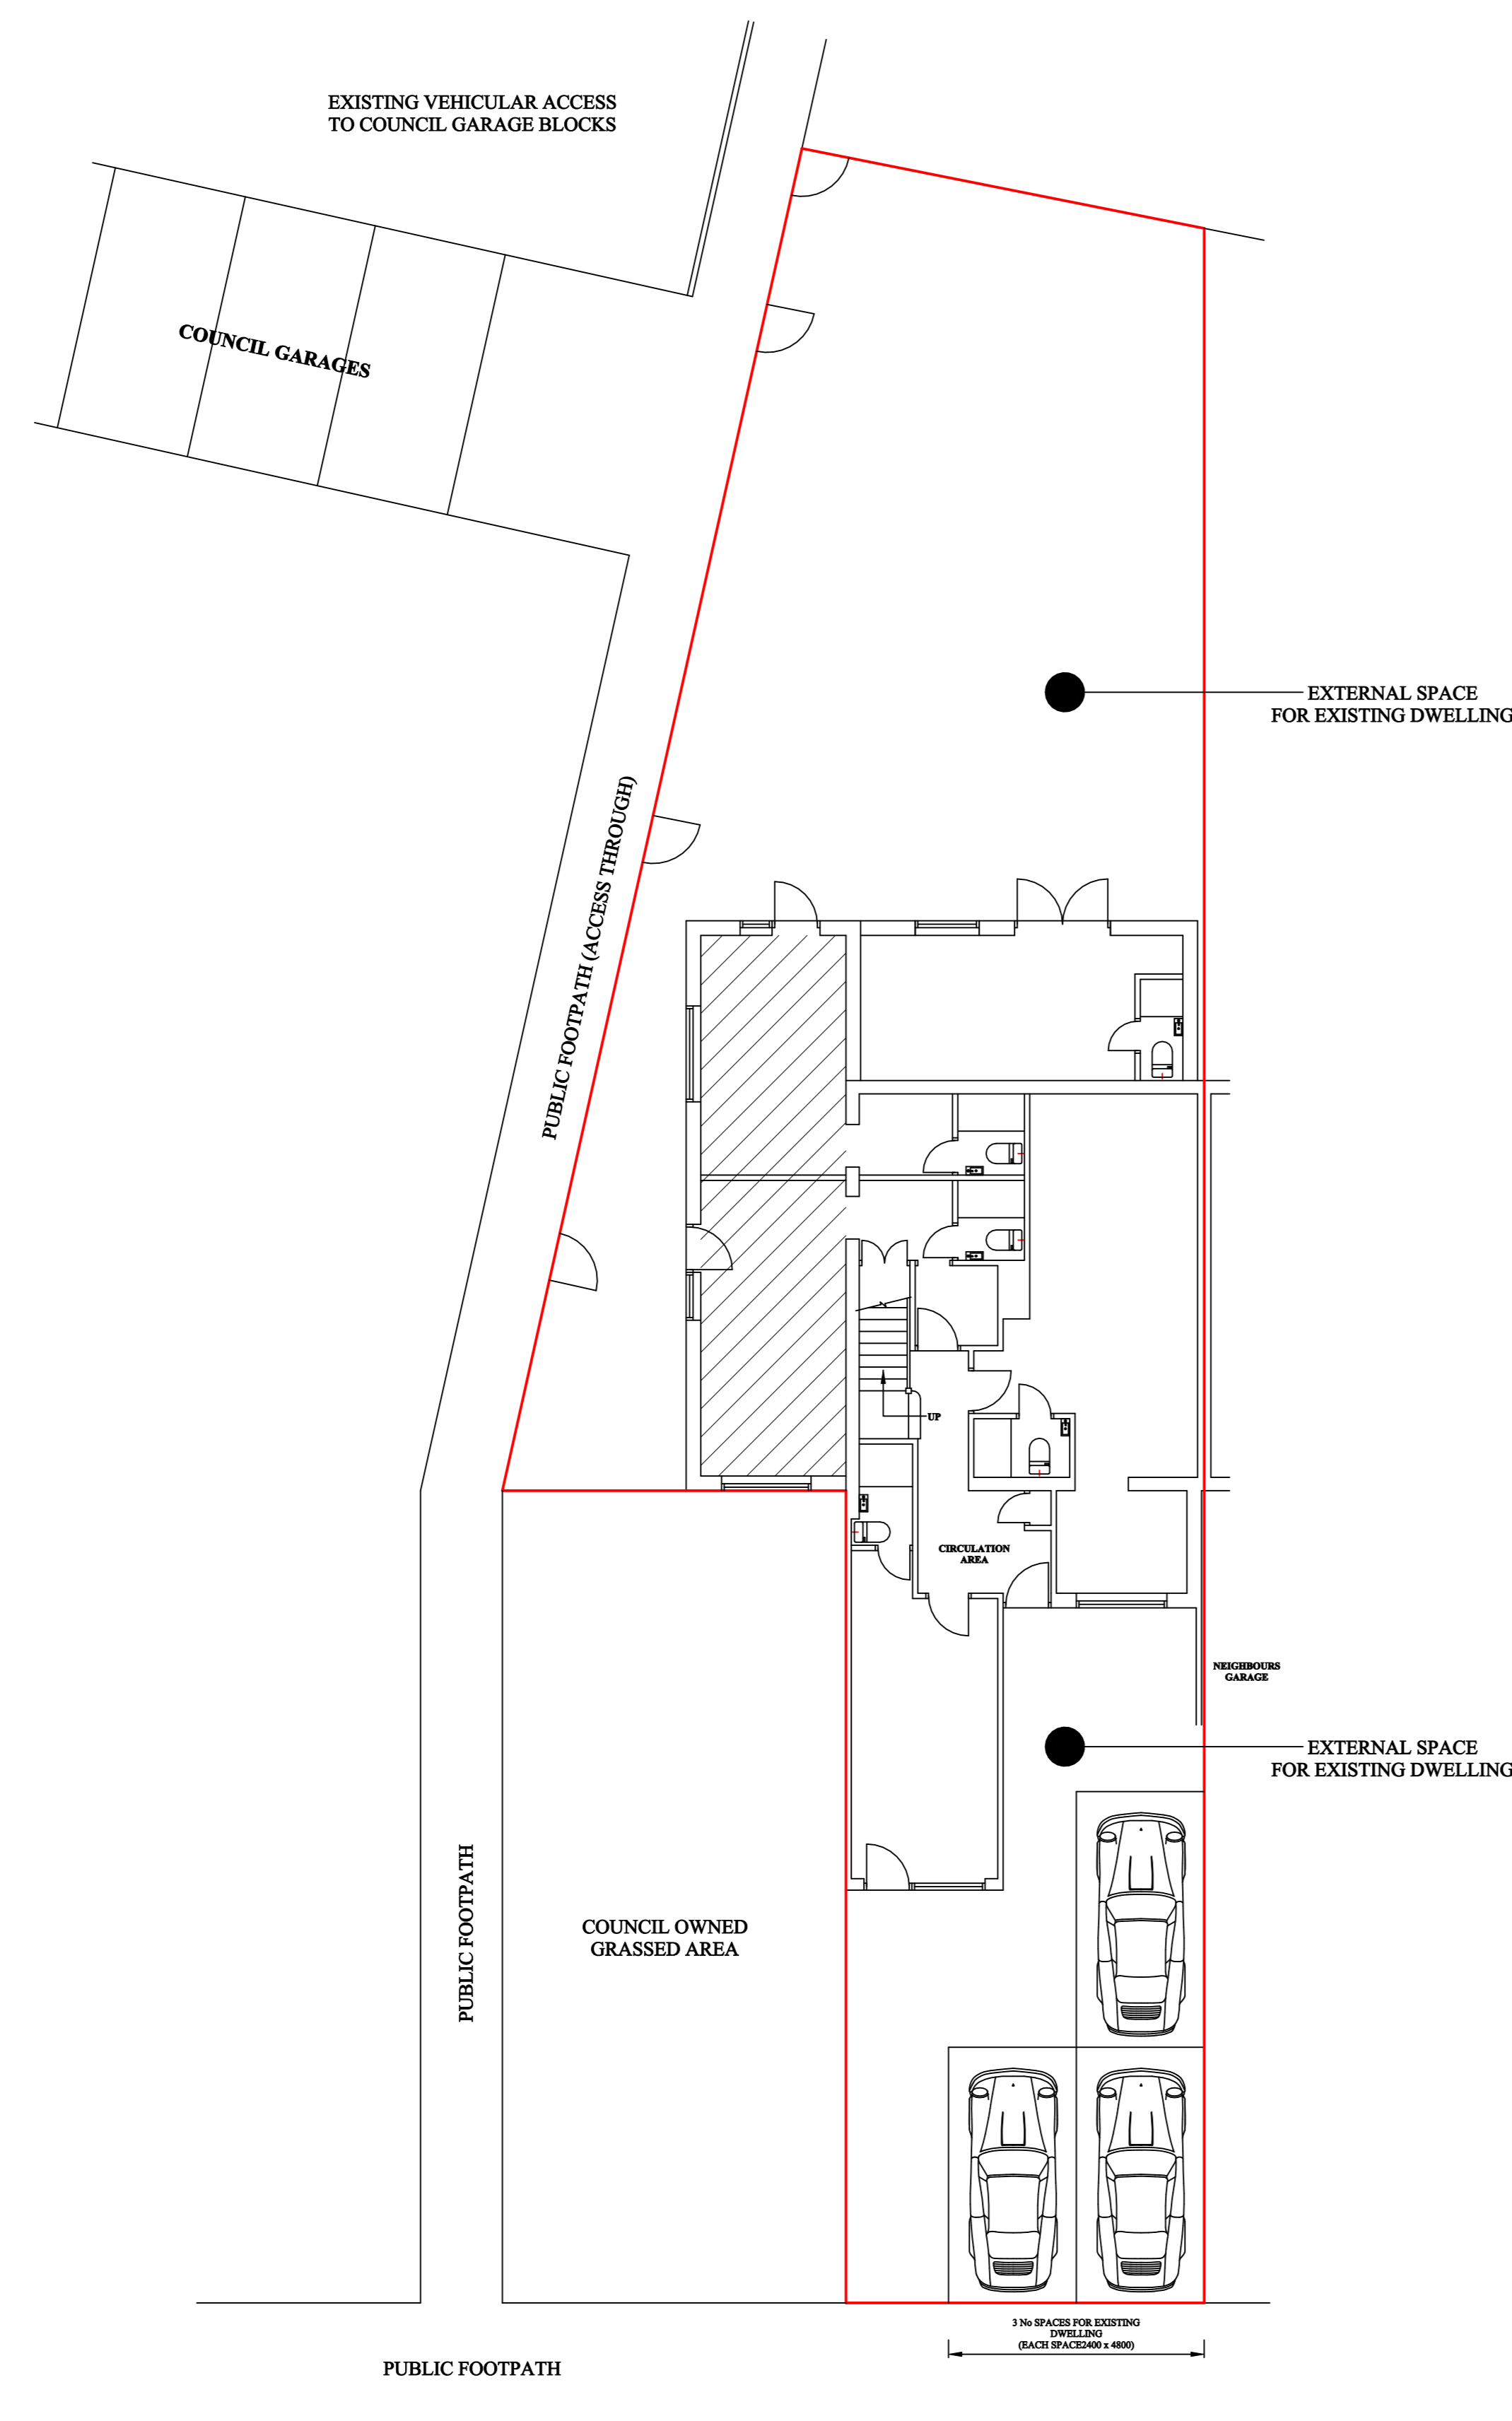 EXISTING VEHICULAR ACCESS
TO COUNCIL GARAGE BLOCKS
COUNCIL GARAGES
EXTERNAL SPACE
FOR EXISTING DWELLING
PUBLIC FOOTPATH (ACCESS THROUGH)
UP
CIRCULATION
AREA
NEIGHBOURS
GARAGE
EXTERNAL SPACE
FOR EXISTING DWELLING
PUBLIC FOOTPATH
COUNCIL OWNED
GRASSED AREA
3 No SPACES FOR EXISTING
DWELLING
(EACH SPACE2400 x 4800)
PUBLIC FOOTPATH